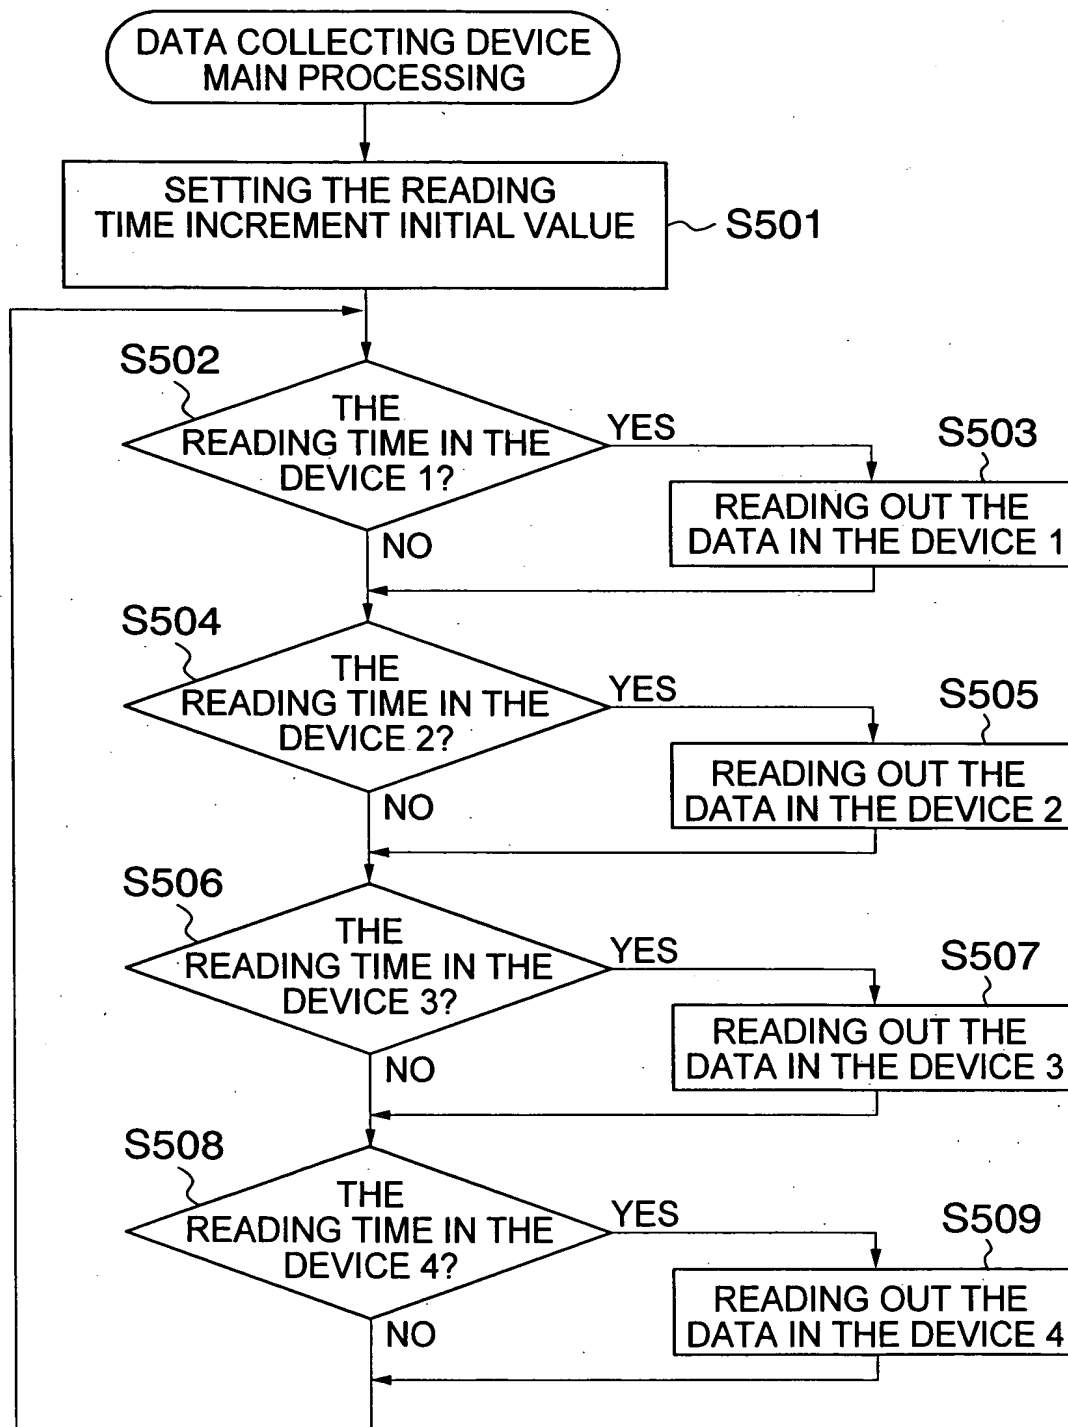 DATA COLLECTING DEVICE
MAIN PROCESSING
SETTING THE READING
TIME INCREMENT INITIAL VALUE
S501
S502
THE
READING TIME IN THE
DEVICE 1?
YES
NO
S503
READING OUT THE
DATA IN THE DEVICE 1
S504
THE
READING TIME IN THE
DEVICE 2?
YES
NO
S505
READING OUT THE
DATA IN THE DEVICE 2
S506
THE
READING TIME IN THE
DEVICE 3?
YES
NO
S507
READING OUT THE
DATA IN THE DEVICE 3
S508
THE
READING TIME IN THE
DEVICE 4?
YES
NO
S509
READING OUT THE
DATA IN THE DEVICE 4